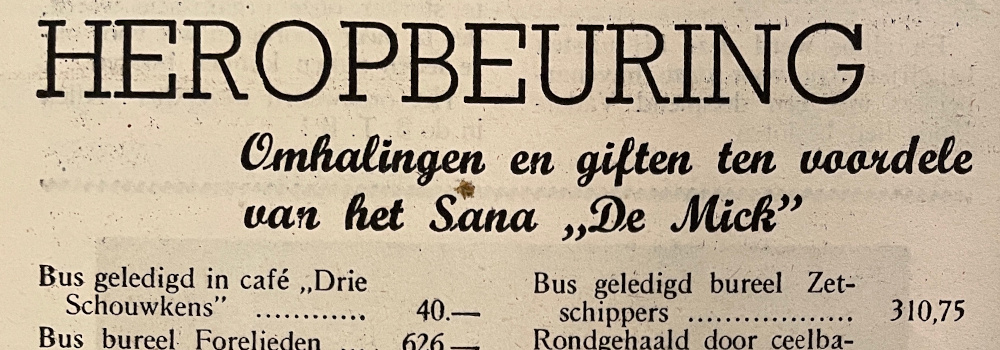 HEROPBEURING
Omhalingen en giften ten voordele
van het Sana „De Mick”
Bus geledigd in café „Drie
Schouwkens” ............ 40.—
Bus bureel Forelieden .... 626.—
Bus geledigd bureel Zet-
schippers .................. 310,75
Rondgehaald door ceelba-